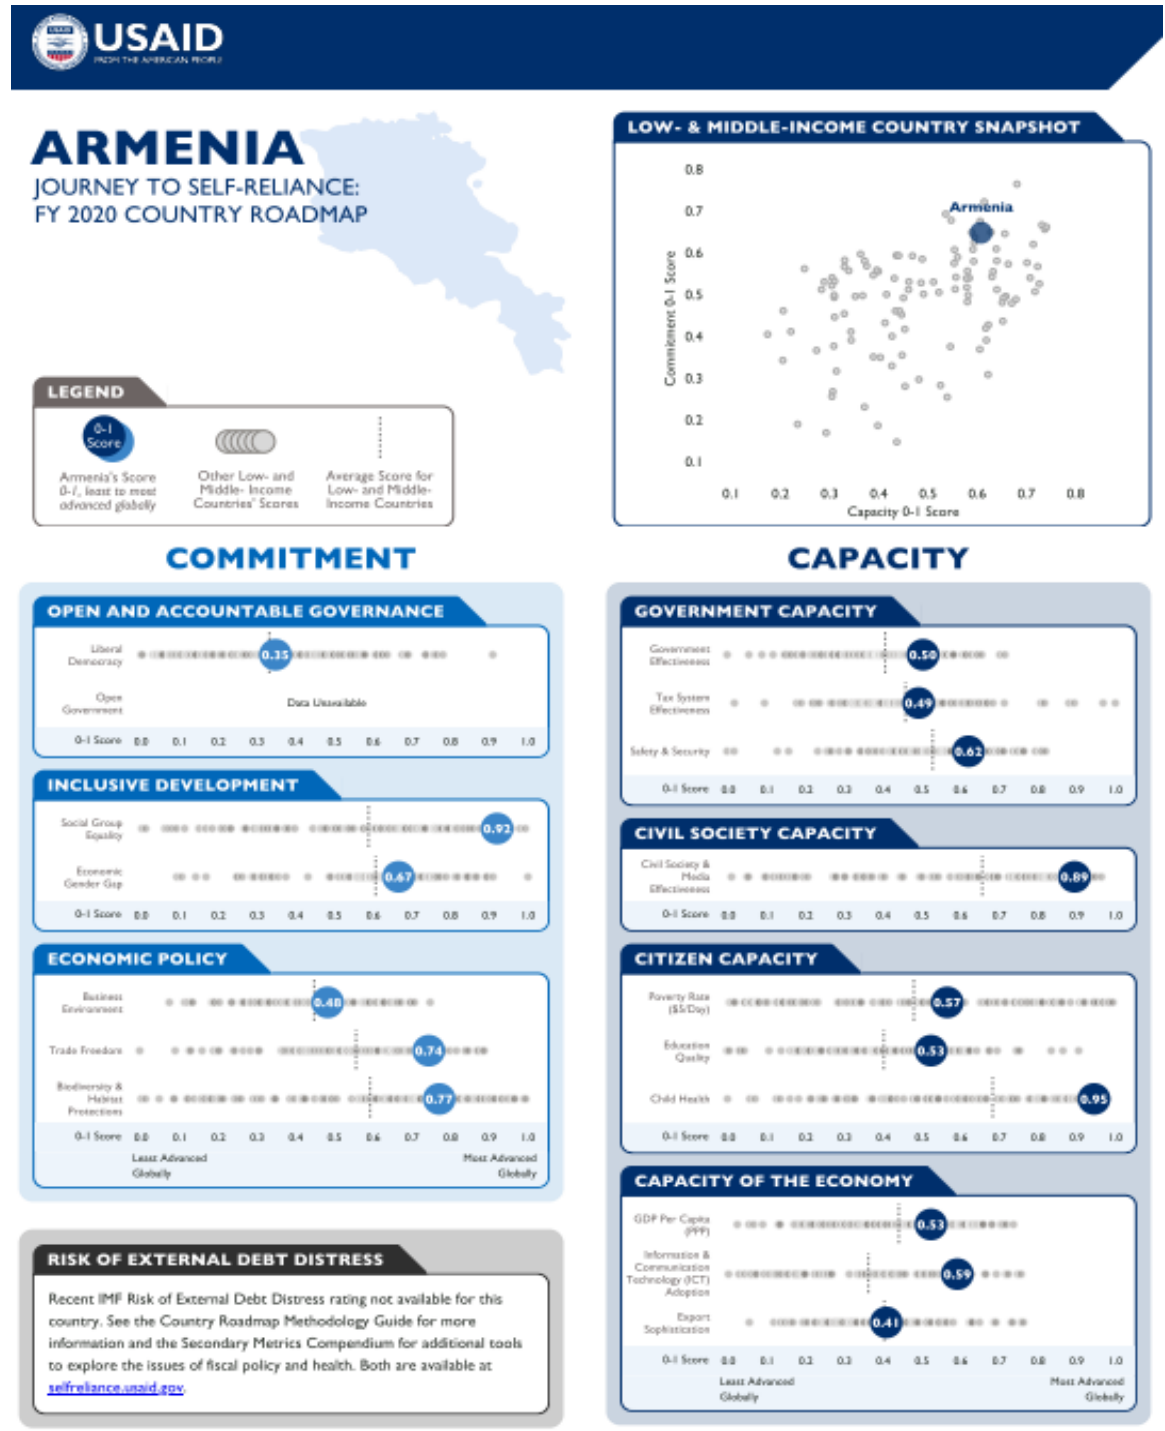 USAID
FROM THE AMERICAN PEOPLE
ARMENIA
JOURNEY TO SELF-RELIANCE:
FY 2020 COUNTRY ROADMAP
LEGEND
0-1
Score
Armenia's Score
0-1, least to most
advanced globally
Other Low- and
Middle- Income
Countries' Scores
Average Score for
Low- and Middle-
Income Countries
LOW- & MIDDLE-INCOME COUNTRY SNAPSHOT
Commitment 0-1 Score
0.8
0.7
0.6
0.5
0.4
0.3
0.2
0.1
Armenia
0.1 0.2 0.3 0.4 0.5 0.6 0.7 0.8
Capacity 0-1 Score
COMMITMENT
OPEN AND ACCOUNTABLE GOVERNANCE
Liberal
Democracy
0.35
Open
Government
Data Unavailable
0-1 Score 0.0 0.1 0.2 0.3 0.4 0.5 0.6 0.7 0.8 0.9 1.0
INCLUSIVE DEVELOPMENT
Social Group
Equality
0.92
Economic
Gender Gap
0.67
0-1 Score 0.0 0.1 0.2 0.3 0.4 0.5 0.6 0.7 0.8 0.9 1.0
ECONOMIC POLICY
Business
Environment
0.48
Trade Freedom
0.74
Biodiversity &
Habitat
Protections
0.77
0-1 Score 0.0 0.1 0.2 0.3 0.4 0.5 0.6 0.7 0.8 0.9 1.0
Least Advanced
Globally
Most Advanced
Globally
RISK OF EXTERNAL DEBT DISTRESS
Recent IMF Risk of External Debt Distress rating not available for this
country. See the Country Roadmap Methodology Guide for more
information and the Secondary Metrics Compendium for additional tools
to explore the issues of fiscal policy and health. Both are available at
selfreliance.usaid.gov.
CAPACITY
GOVERNMENT CAPACITY
Government
Effectiveness
0.50
Tax System
Effectiveness
0.49
Safety & Security
0.62
0-1 Score 0.0 0.1 0.2 0.3 0.4 0.5 0.6 0.7 0.8 0.9 1.0
CIVIL SOCIETY CAPACITY
Civil Society &
Media
Effectiveness
0.89
0-1 Score 0.0 0.1 0.2 0.3 0.4 0.5 0.6 0.7 0.8 0.9 1.0
CITIZEN CAPACITY
Poverty Rate
($5/Day)
0.57
Education
Quality
0.53
Child Health
0.95
0-1 Score 0.0 0.1 0.2 0.3 0.4 0.5 0.6 0.7 0.8 0.9 1.0
CAPACITY OF THE ECONOMY
GDP Per Capita
(PPP)
0.53
Information &
Communication
Technology (ICT)
Adoption
0.59
Export
Sophistication
0.41
0-1 Score 0.0 0.1 0.2 0.3 0.4 0.5 0.6 0.7 0.8 0.9 1.0
Least Advanced
Globally
Most Advanced
Globally